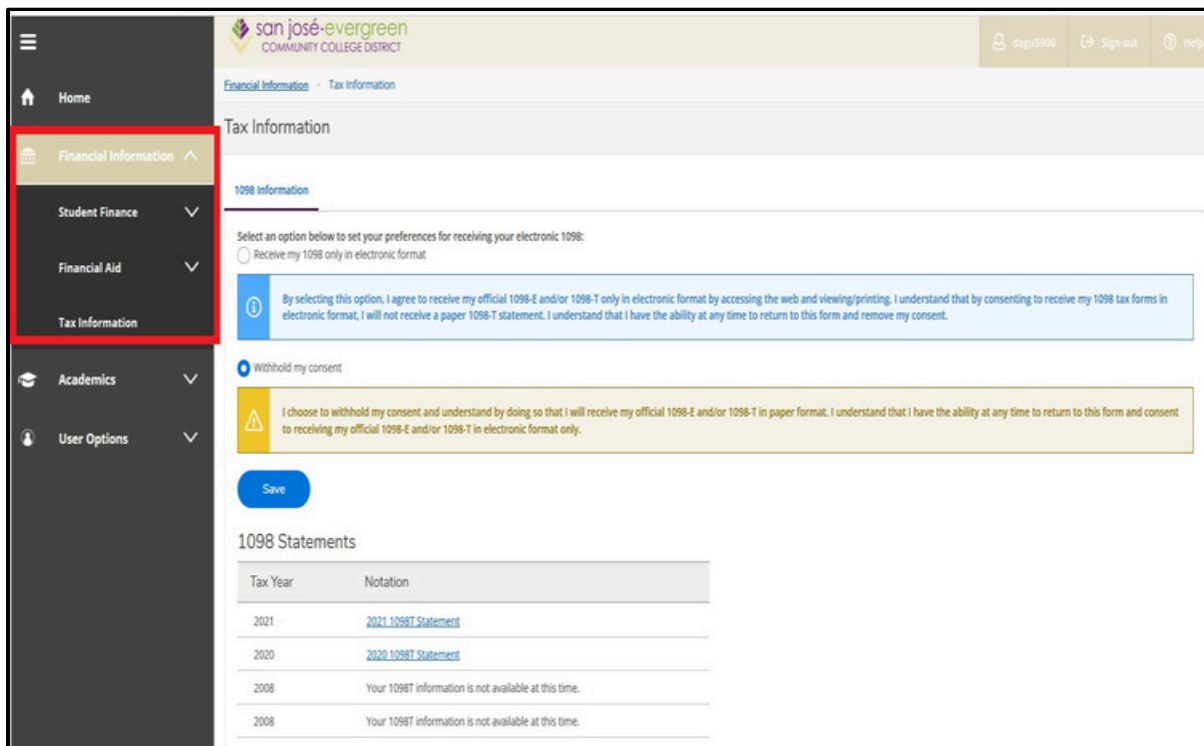 san josé-evergreen
COMMUNITY COLLEGE DISTRICT
dagu5906
Sign out
Help
Home
Financial Information
Student Finance
Financial Aid
Tax Information
Academics
User Options
Financial Information · Tax Information
Tax Information
1098 Information
Select an option below to set your preferences for receiving your electronic 1098:
Receive my 1098 only in electronic format
By selecting this option, I agree to receive my official 1098-E and/or 1098-T only in electronic format by accessing the web and viewing/printing. I understand that by consenting to receive my 1098 tax forms in
electronic format, I will not receive a paper 1098-T statement. I understand that I have the ability at any time to return to this form and remove my consent.
Withhold my consent
I choose to withhold my consent and understand by doing so that I will receive my official 1098-E and/or 1098-T in paper format. I understand that I have the ability at any time to return to this form and consent
to receiving my official 1098-E and/or 1098-T in electronic format only.
Save
1098 Statements
Tax Year Notation
2021 2021 1098T Statement
2020 2020 1098T Statement
2008 Your 1098T information is not available at this time.
2008 Your 1098T information is not available at this time.